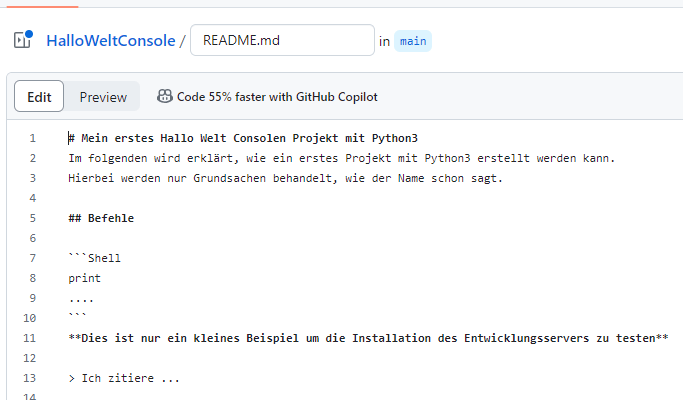 HalloWeltConsole / README.md in main
Edit Preview Code 55% faster with GitHub Copilot
1 # Mein erstes Hallo Welt Consolen Projekt mit Python3
2 Im folgenden wird erklärt, wie ein erstes Projekt mit Python3 erstellt werden kann.
3 Hierbei werden nur Grundsachen behandelt, wie der Name schon sagt.
4
5 ## Befehle
6
7 ```Shell
8 print
9 ....
10 ```
11 **Dies ist nur ein kleines Beispiel um die Installation des Entwicklungsservers zu testen**
12
13 > Ich zitiere ...
14